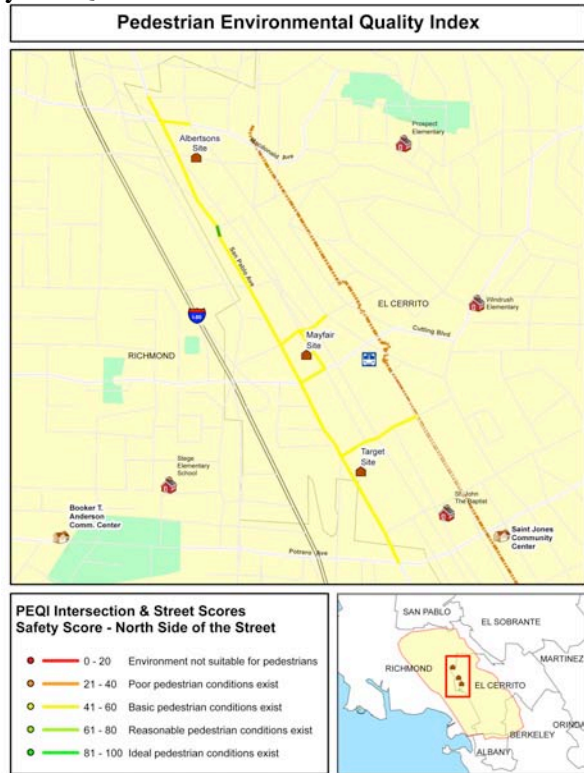 Pedestrian Environmental Quality Index
Prospect
Elementary
Albertsons
Site
Macdonald Ave
San Pablo Ave
EL CERRITO
Windrush
Elementary
Cutting Blvd
I-80
Mayfair
Site
RICHMOND
Stege
Elementary
School
Target
Site
St. John
The Baptist
Booker T.
Anderson
Comm. Center
Saint Jones
Community
Center
Potrero Ave
PEQI Intersection & Street Scores
Safety Score - North Side of the Street
0 - 20 Environment not suitable for pedestrians
21 - 40 Poor pedestrian conditions exist
41 - 60 Basic pedestrian conditions exist
61 - 80 Reasonable pedestrian conditions exist
81 - 100 Ideal pedestrian conditions exist
SAN PABLO
EL SOBRANTE
MARTINEZ
RICHMOND
EL CERRITO
ORINDA
BERKELEY
ALBANY